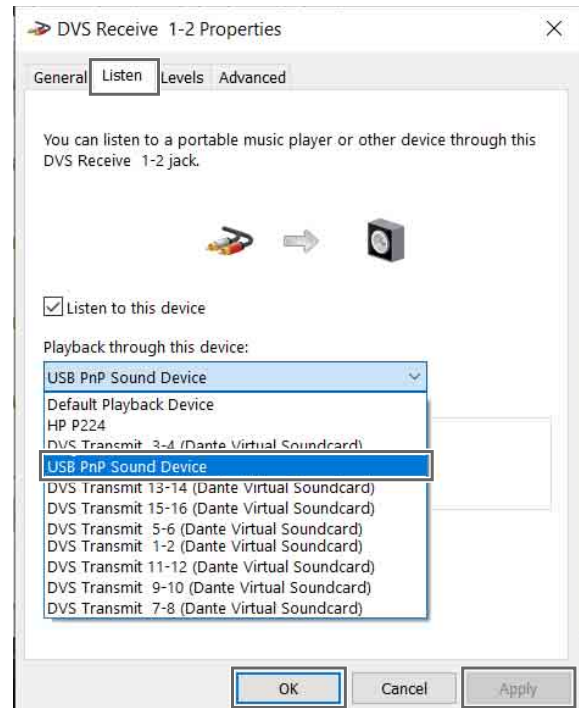 DVS Receive 1-2 Properties
General Listen Levels Advanced
You can listen to a portable music player or other device through this
DVS Receive 1-2 jack.
Listen to this device
Playback through this device:
USB PnP Sound Device
Default Playback Device
HP P224
DVS Transmit 3-4 (Dante Virtual Soundcard)
USB PnP Sound Device
DVS Transmit 13-14 (Dante Virtual Soundcard)
DVS Transmit 15-16 (Dante Virtual Soundcard)
DVS Transmit 5-6 (Dante Virtual Soundcard)
DVS Transmit 1-2 (Dante Virtual Soundcard)
DVS Transmit 11-12 (Dante Virtual Soundcard)
DVS Transmit 9-10 (Dante Virtual Soundcard)
DVS Transmit 7-8 (Dante Virtual Soundcard)
OK Cancel Apply